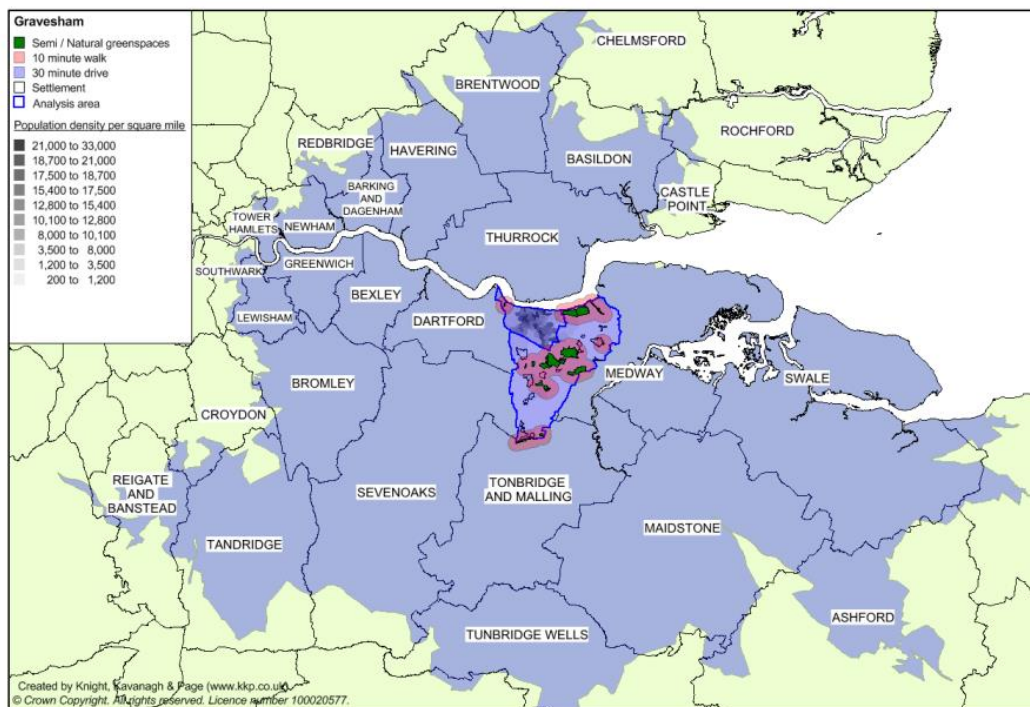 Gravesham
Semi / Natural greenspaces
10 minute walk
30 minute drive
Settlement
Analysis area
Population density per square mile
21,000 to 33,000
18,700 to 21,000
17,500 to 18,700
15,400 to 17,500
12,800 to 15,400
10,100 to 12,800
8,000 to 10,100
3,500 to 8,000
1,200 to 3,500
200 to 1,200
CHELMSFORD
BRENTWOOD
ROCHFORD
REDBRIDGE
HAVERING
BASILDON
BARKING
AND
DAGENHAM
CASTLE
POINT
TOWER
HAMLETS
NEWHAM
THURROCK
GREENWICH
SOUTHWARK
BEXLEY
LEWISHAM
DARTFORD
MEDWAY
SWALE
BROMLEY
CROYDON
REIGATE
AND
BANSTEAD
SEVENOAKS
TONBRIDGE
AND MALLING
TANDRIDGE
MAIDSTONE
ASHFORD
TUNBRIDGE WELLS
Created by Knight, Kavanagh & Page (www.kkp.co.uk).
© Crown Copyright. All rights reserved. Licence number 100020577.